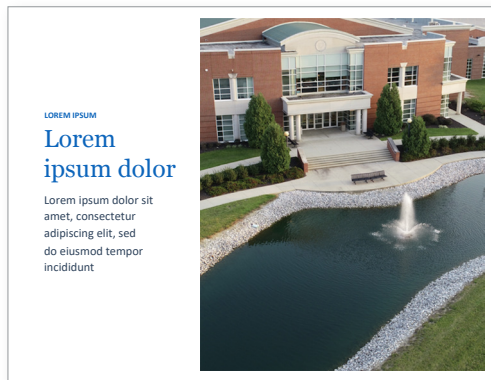 LOREM IPSUM
Lorem
ipsum dolor
Lorem ipsum dolor sit
amet, consectetur
adipiscing elit, sed
do eiusmod tempor
incididunt